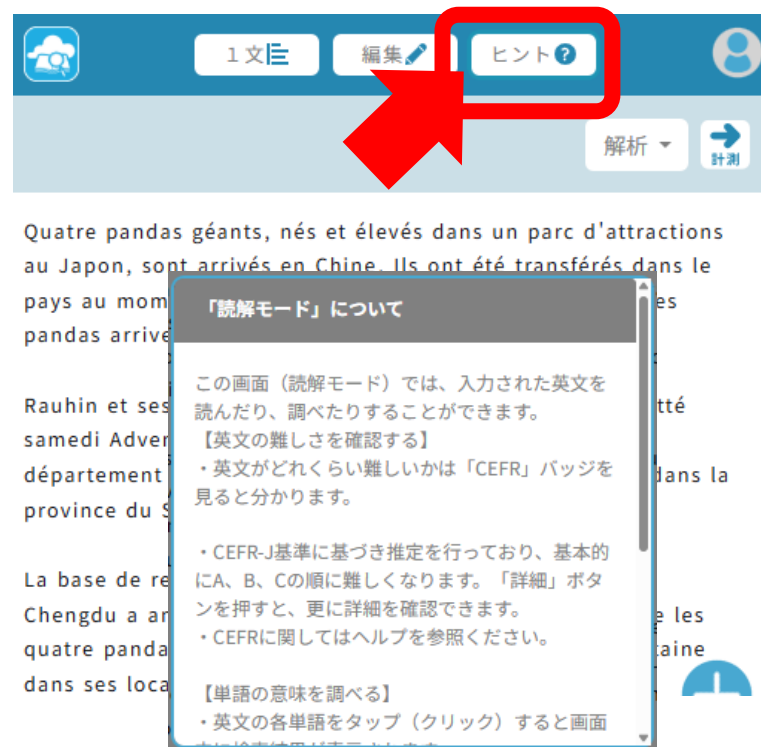 1文
編集
ヒント
解析
計測
Quatre pandas géants, nés et élevés dans un parc d'attractions
au Japon, sont arrivés en Chine. Ils ont été transférés dans le
pays au mom
es
pandas arrivé
Rauhin et ses
tté
samedi Adven
département
dans la
province du S
La base de re
Chengdu a ar
e les
quatre panda
taine
dans ses loca
「読解モード」について
この画面（読解モード）では、入力された英文を
読んだり、調べたりすることができます。
【英文の難しさを確認する】
・英文がどれくらい難しいかは「CEFR」バッジを
見ると分かります。
・CEFR-J基準に基づき推定を行っており、基本的
にA、B、Cの順に難しくなります。「詳細」ボタ
ンを押すと、更に詳細を確認できます。
・CEFRに関してはヘルプを参照ください。
【単語の意味を調べる】
・英文の各単語をタップ（クリック）すると画面